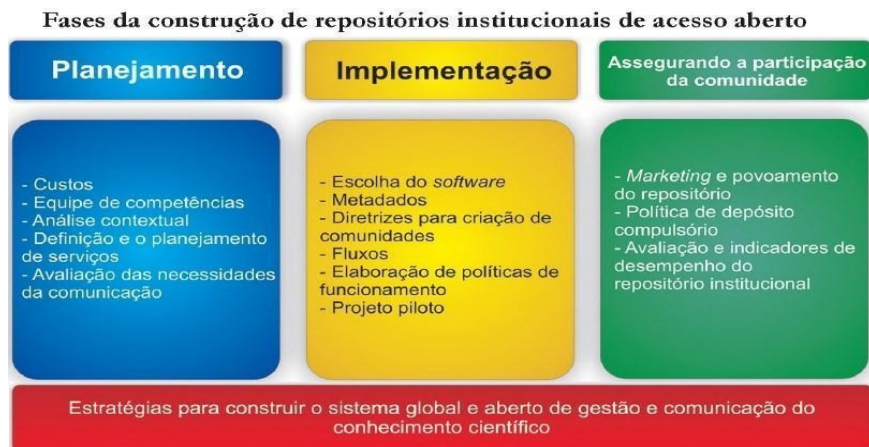 Fases da construção de repositórios institucionais de acesso aberto
Planejamento
- Custos
- Equipe de competências
- Análise contextual
- Definição e o planejamento
de serviços
- Avaliação das necessidades
da comunicação
Implementação
- Escolha do software
- Metadados
- Diretrizes para criação de
comunidades
- Fluxos
- Elaboração de políticas de
funcionamento
- Projeto piloto
Assegurando a participação
da comunidade
- Marketing e povoamento
do repositório
- Política de depósito
compulsório
- Avaliação e indicadores de
desempenho do
repositório institucional
Estratégias para construir o sistema global e aberto de gestão e comunicação do
conhecimento científico